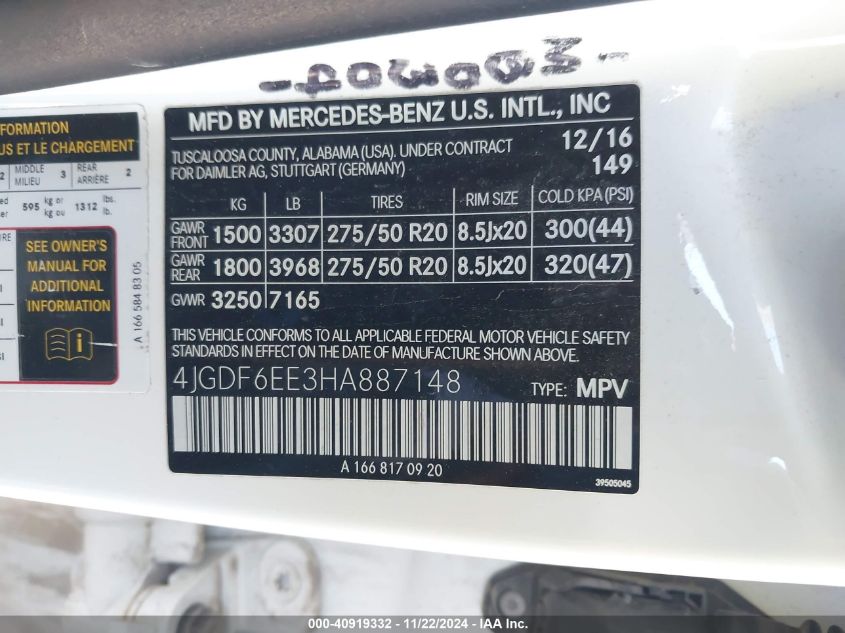 MFD BY MERCEDES-BENZ U.S. INTL., INC
TUSCALOOSA COUNTY, ALABAMA (USA). UNDER CONTRACT
FOR DAIMLER AG, STUTTGART (GERMANY)
12/16
149
KG LB TIRES RIM SIZE COLD KPA (PSI)
GAWR FRONT 1500 3307 275/50 R20 8.5Jx20 300(44)
GAWR REAR 1800 3968 275/50 R20 8.5Jx20 320(47)
GVWR 3250 7165
THIS VEHICLE CONFORMS TO ALL APPLICABLE FEDERAL MOTOR VEHICLE SAFETY
STANDARDS IN EFFECT ON THE DATE OF MANUFACTURE SHOWN ABOVE.
4JGDF6EE3HA887148 TYPE: MPV
A 166 817 09 20
39505045
FORMATION
US ET LE CHARGEMENT
2 MIDDLE MILIEU 3 REAR ARRIÈRE 2
595 kg or kg ou 1312 lbs. lb.
SEE OWNER'S
MANUAL FOR
ADDITIONAL
INFORMATION
i
A 166 584 83 05
000-40919332 - 11/22/2024 - IAA Inc.